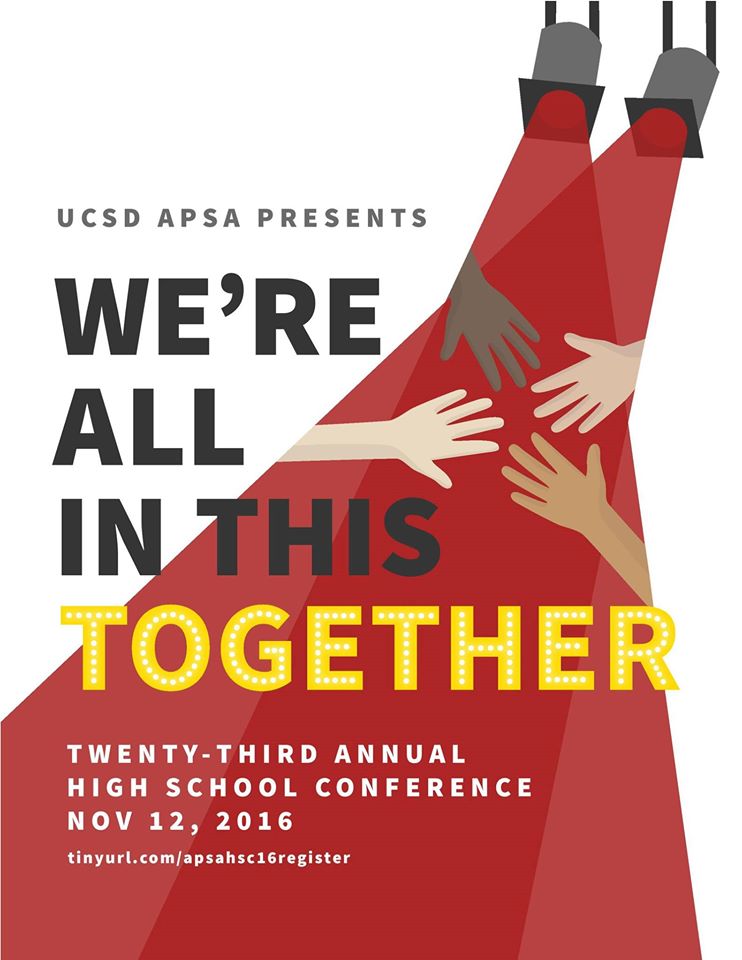 UCSD APSA PRESENTS
WE'RE
ALL
IN THIS
TOGETHER
TWENTY-THIRD ANNUAL
HIGH SCHOOL CONFERENCE
NOV 12, 2016
tinyurl.com/apsahsc16register